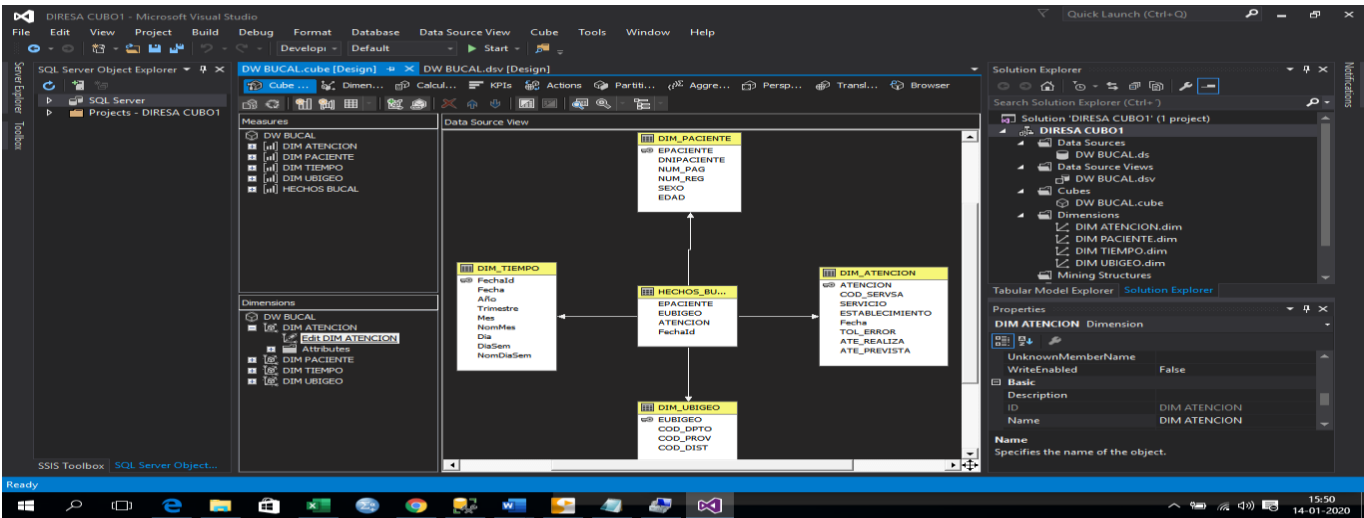 DIRESA CUBO1 - Microsoft Visual Studio
Quick Launch (Ctrl+Q)
File Edit View Project Build Debug Format Database Data Source View Cube Tools Window Help
Developı Default Start
Server Explorer
Toolbox
SQL Server Object Explorer
SQL Server
Projects - DIRESA CUBO1
SSIS Toolbox SQL Server Object...
DW BUCAL.cube [Design] DW BUCAL.dsv [Design]
Cube ... Dimen... Calcul... KPIs Actions Partiti... Aggre... Persp... Transl... Browser
Measures
DW BUCAL
DIM ATENCION
DIM PACIENTE
DIM TIEMPO
DIM UBIGEO
HECHOS BUCAL
Dimensions
DW BUCAL
DIM ATENCION
Edit DIM ATENCION
Attributes
DIM PACIENTE
DIM TIEMPO
DIM UBIGEO
Data Source View
DIM_PACIENTE
EPACIENTE
DNIPACIENTE
NUM_PAG
NUM_REG
SEXO
EDAD
DIM_TIEMPO
FechaId
Fecha
Año
Trimestre
Mes
NomMes
Dia
DiaSem
NomDiaSem
HECHOS_BU...
EPACIENTE
EUBIGEO
ATENCION
FechaId
DIM_ATENCION
ATENCION
COD_SERVSA
SERVICIO
ESTABLECIMIENTO
Fecha
TOL_ERROR
ATE_REALIZA
ATE_PREVISTA
DIM_UBIGEO
EUBIGEO
COD_DPTO
COD_PROV
COD_DIST
Solution Explorer
Search Solution Explorer (Ctrl+´)
Solution 'DIRESA CUBO1' (1 project)
DIRESA CUBO1
Data Sources
DW BUCAL.ds
Data Source Views
DW BUCAL.dsv
Cubes
DW BUCAL.cube
Dimensions
DIM ATENCION.dim
DIM PACIENTE.dim
DIM TIEMPO.dim
DIM UBIGEO.dim
Mining Structures
Tabular Model Explorer Solution Explorer
Properties
DIM ATENCION Dimension
UnknownMemberName
WriteEnabled False
Basic
Description
ID DIM ATENCION
Name DIM ATENCION
Name
Specifies the name of the object.
Notifications
Ready
15:50
14-01-2020